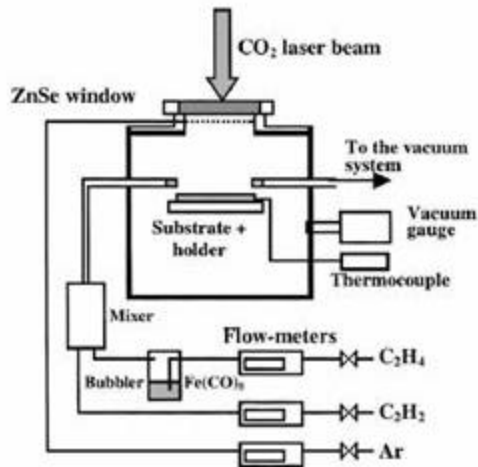 CO₂ laser beam
ZnSe window
To the vacuum
system
Substrate +
holder
Vacuum
gauge
Thermocouple
Mixer
Flow-meters
Bubbler
Fe(CO)₅
C₂H₄
C₂H₂
Ar